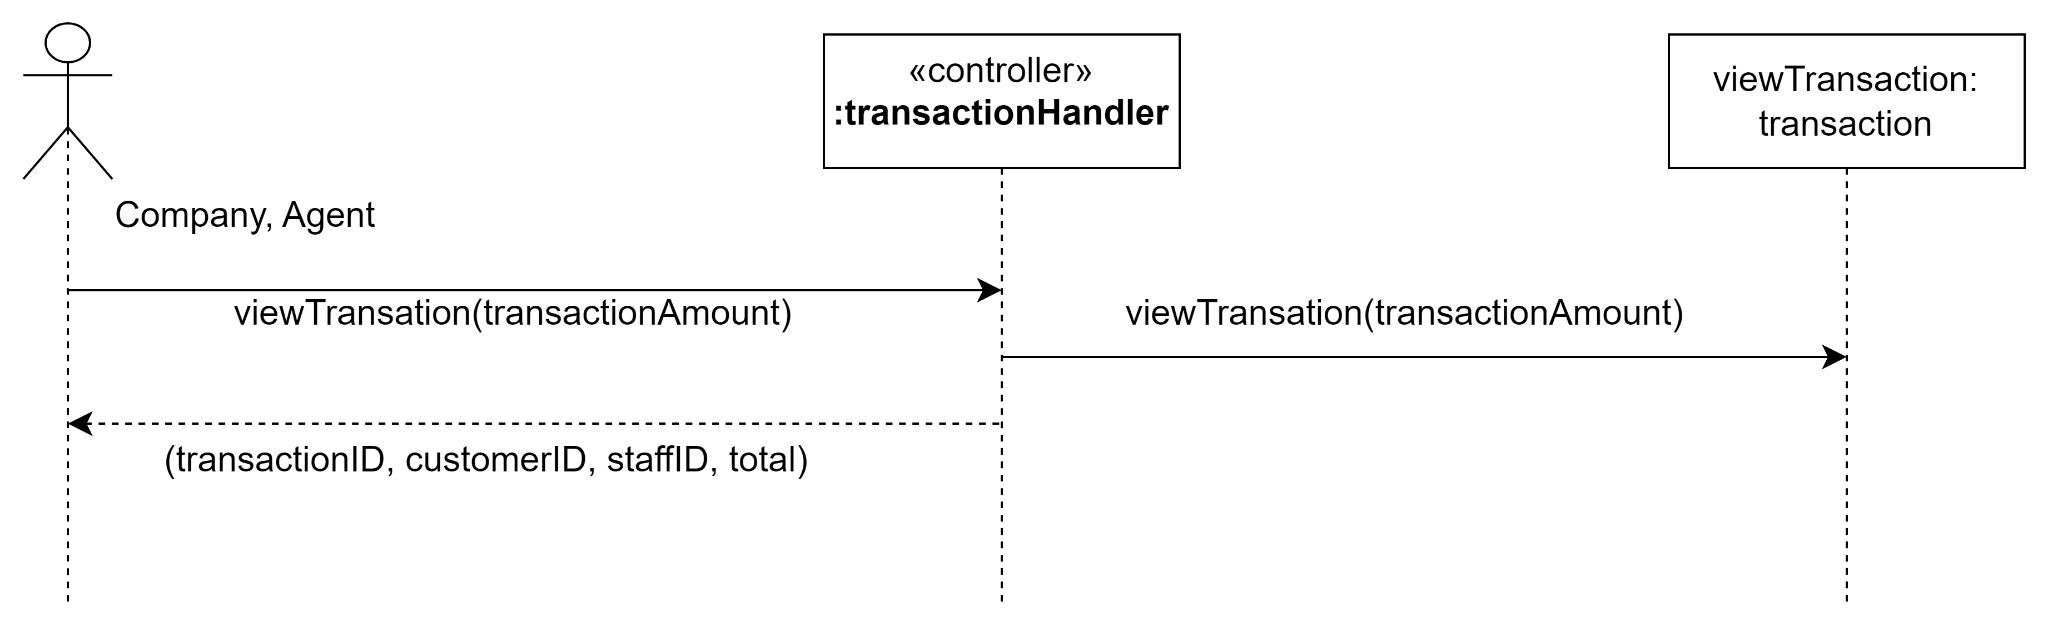 «controller»
:transactionHandler
viewTransaction:
transaction
Company, Agent
viewTransation(transactionAmount)
viewTransation(transactionAmount)
(transactionID, customerID, staffID, total)